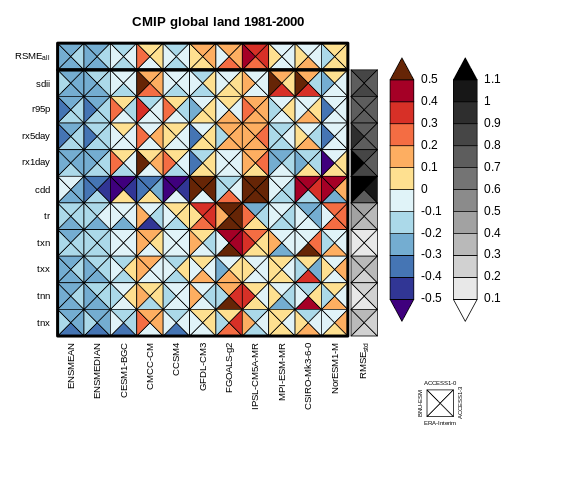 CMIP global land 1981-2000
RSMEall
sdii
r95p
rx5day
rx1day
cdd
tr
txn
txx
tnn
tnx
0.5
0.4
0.3
0.2
0.1
0
-0.1
-0.2
-0.3
-0.4
-0.5
1.1
1
0.9
0.8
0.7
0.6
0.5
0.4
0.3
0.2
0.1
ENSMEAN
ENSMEDIAN
CESM1-BGC
CMCC-CM
CCSM4
GFDL-CM3
FGOALS-g2
IPSL-CM5A-MR
MPI-ESM-MR
CSIRO-Mk3-6-0
NorESM1-M
RMSEstd
ACCESS1-0
BNU-ESM
ACCESS1-3
ERA-Interim